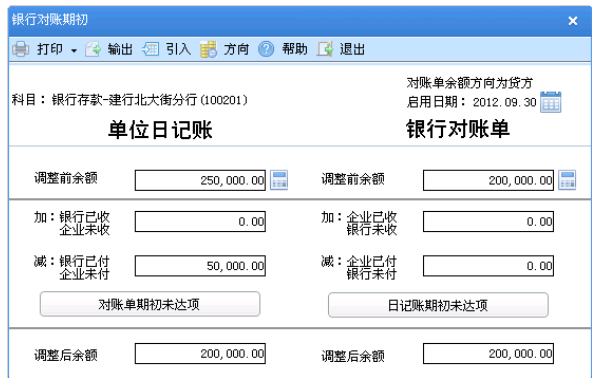 银行对账期初
打印 输出 引入 方向 帮助 退出
对账单余额方向为贷方
科目：银行存款-建行北大街分行(100201) 启用日期：2012.09.30
单位日记账 银行对账单
调整前余额 250,000.00 调整前余额 200,000.00
加：银行已收 0.00 加：企业已收 0.00
企业未收 银行未收
减：银行已付 50,000.00 减：企业已付 0.00
企业未付 银行未付
对账单期初未达项 日记账期初未达项
调整后余额 200,000.00 调整后余额 200,000.00